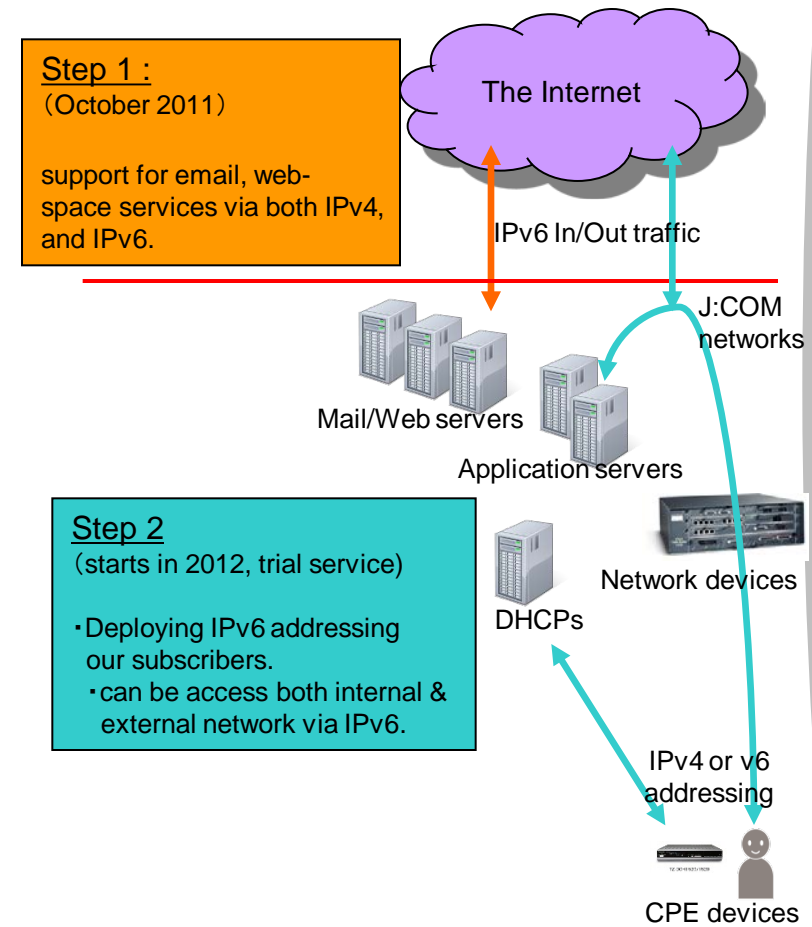 Step 1 :
（October 2011）
support for email, web-
space services via both IPv4,
and IPv6.
The Internet
IPv6 In/Out traffic
J:COM
networks
Mail/Web servers
Application servers
Step 2
（starts in 2012, trial service)
・Deploying IPv6 addressing
our subscribers.
・can be access both internal &
external network via IPv6.
DHCPs
Network devices
IPv4 or v6
addressing
CPE devices